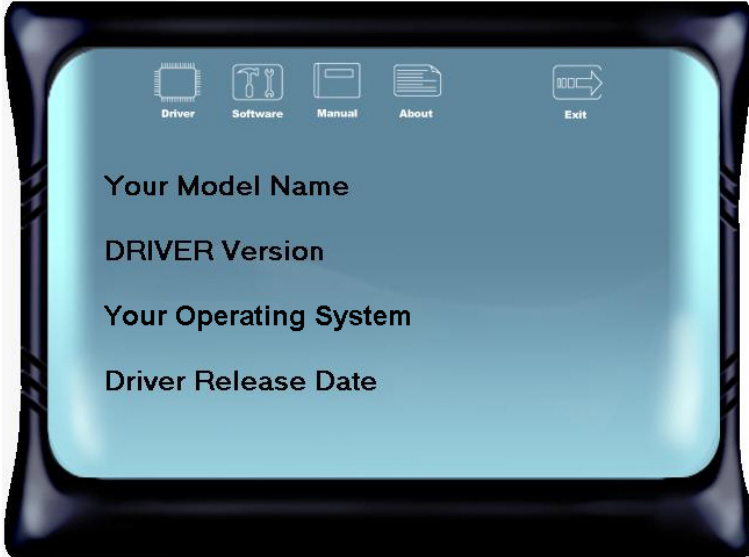 Driver Software Manual About Exit
Your Model Name
DRIVER Version
Your Operating System
Driver Release Date